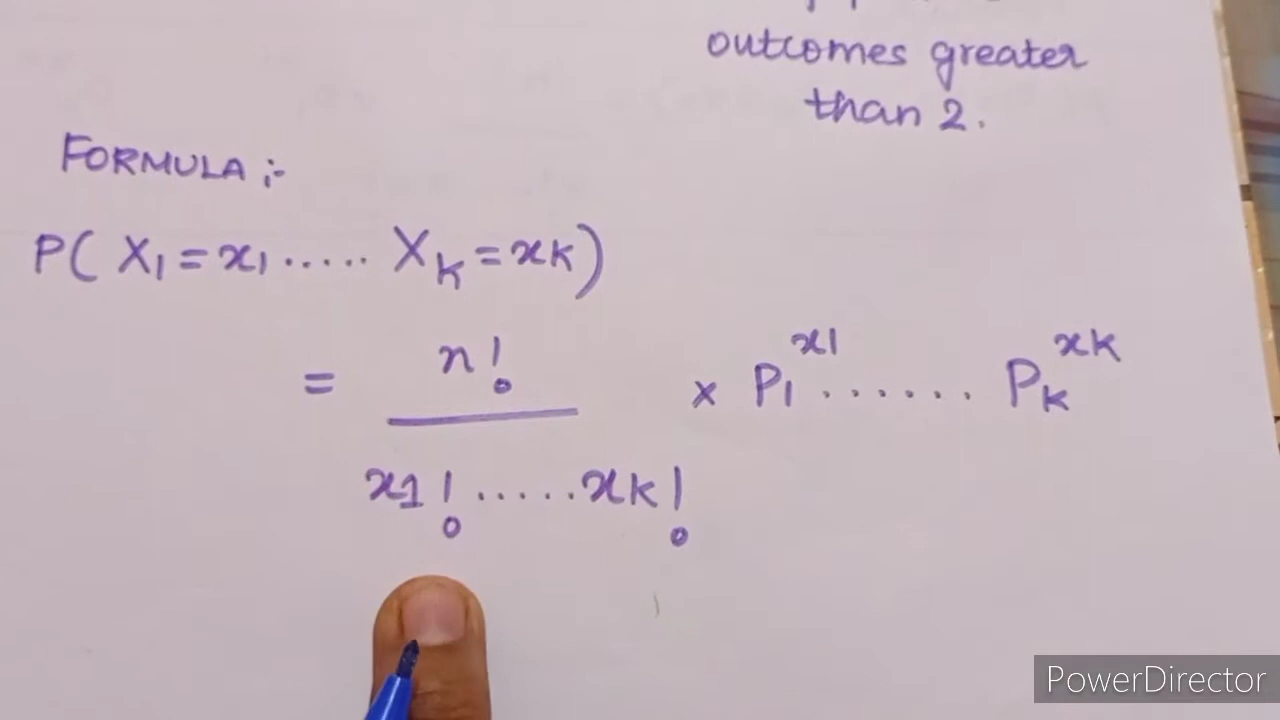 outcomes greater
than 2.
FORMULA :-
P( X₁ = x₁ ..... Xₖ = xₖ )
= n! / x₁! ..... xₖ! × P₁^x₁ ...... Pₖ^xₖ
PowerDirector